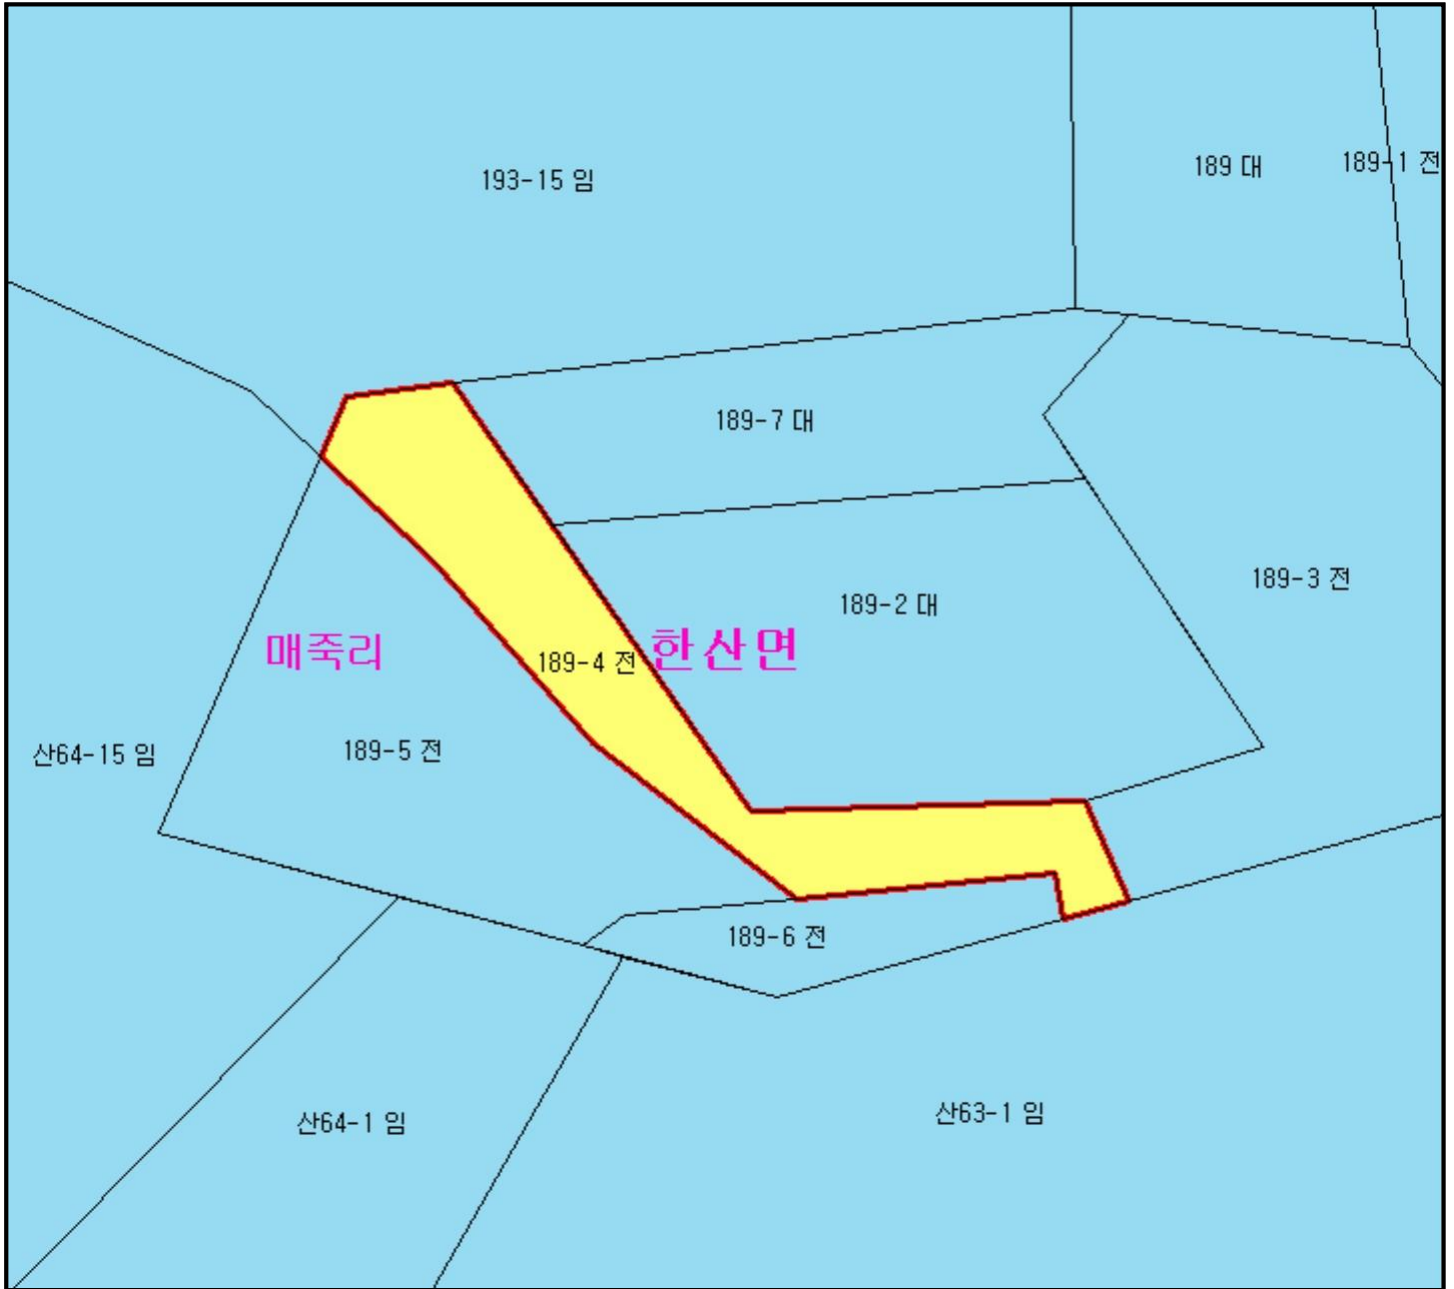 193-15 임
189 대
189-1 전
189-7 대
189-3 전
189-2 대
매죽리
한산면
189-4 전
189-5 전
산64-15 임
189-6 전
산64-1 임
산63-1 임